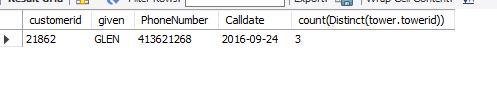 Filter Rows:
Export:
Wrap Cell Content:
customerid given PhoneNumber Calldate count(Distinct(tower.towerid))
21862 GLEN 413621268 2016-09-24 3